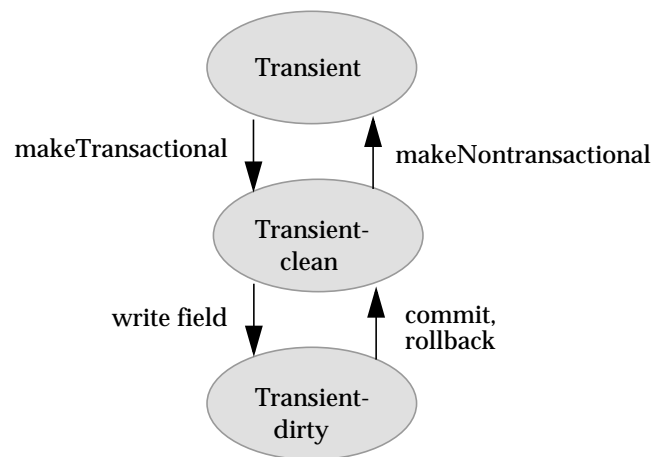 Transient
makeTransactional
makeNontransactional
Transient-
clean
write field
commit,
rollback
Transient-
dirty